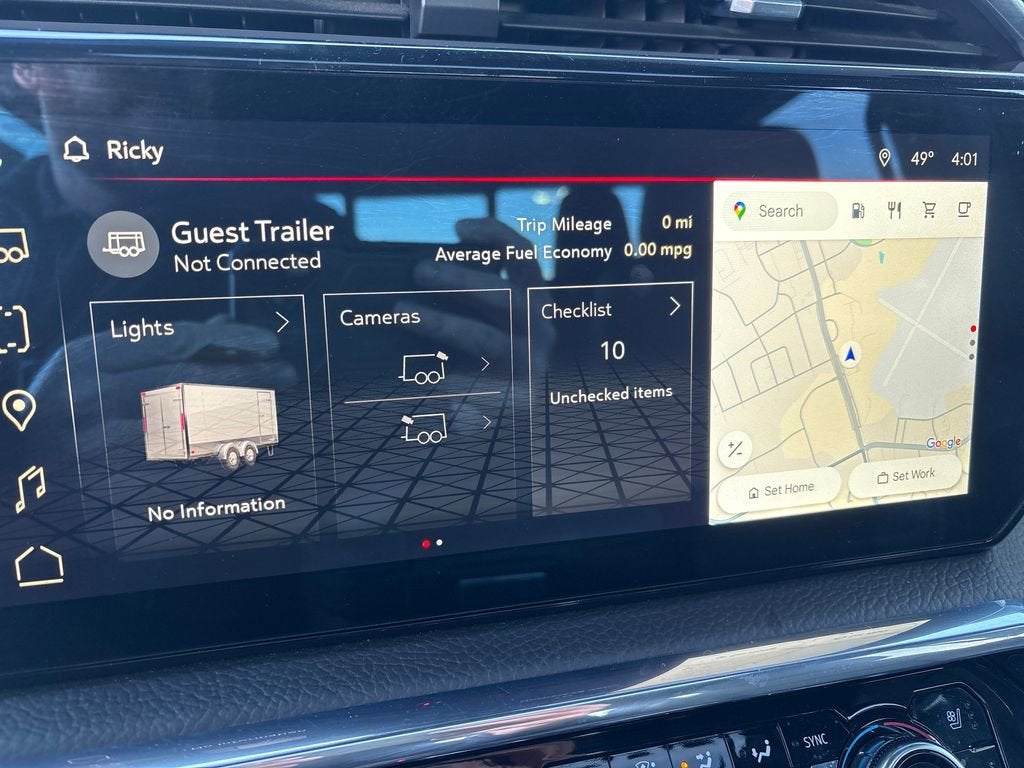 Ricky
49° 4:01
Guest Trailer
Not Connected
Trip Mileage 0 mi
Average Fuel Economy 0.00 mpg
Search
Lights
No Information
Cameras
Checklist
10
Unchecked items
Google
Set Home
Set Work
SYNC